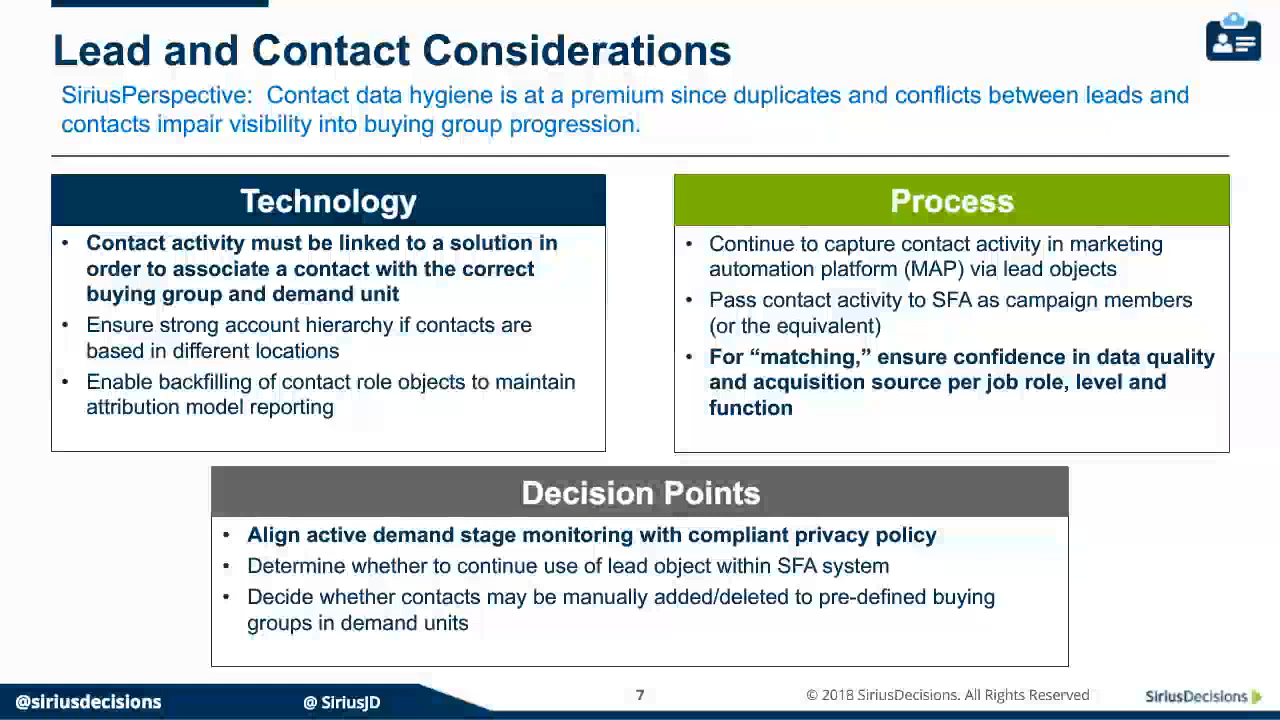 Lead and Contact Considerations
SiriusPerspective:  Contact data hygiene is at a premium since duplicates and conflicts between leads and
contacts impair visibility into buying group progression.
Technology
• Contact activity must be linked to a solution in
order to associate a contact with the correct
buying group and demand unit
• Ensure strong account hierarchy if contacts are
based in different locations
• Enable backfilling of contact role objects to maintain
attribution model reporting
Process
• Continue to capture contact activity in marketing
automation platform (MAP) via lead objects
• Pass contact activity to SFA as campaign members
(or the equivalent)
• For “matching,” ensure confidence in data quality
and acquisition source per job role, level and
function
Decision Points
• Align active demand stage monitoring with compliant privacy policy
• Determine whether to continue use of lead object within SFA system
• Decide whether contacts may be manually added/deleted to pre-defined buying
groups in demand units
@siriusdecisions
@ SiriusJD
7
© 2018 SiriusDecisions. All Rights Reserved
SiriusDecisions